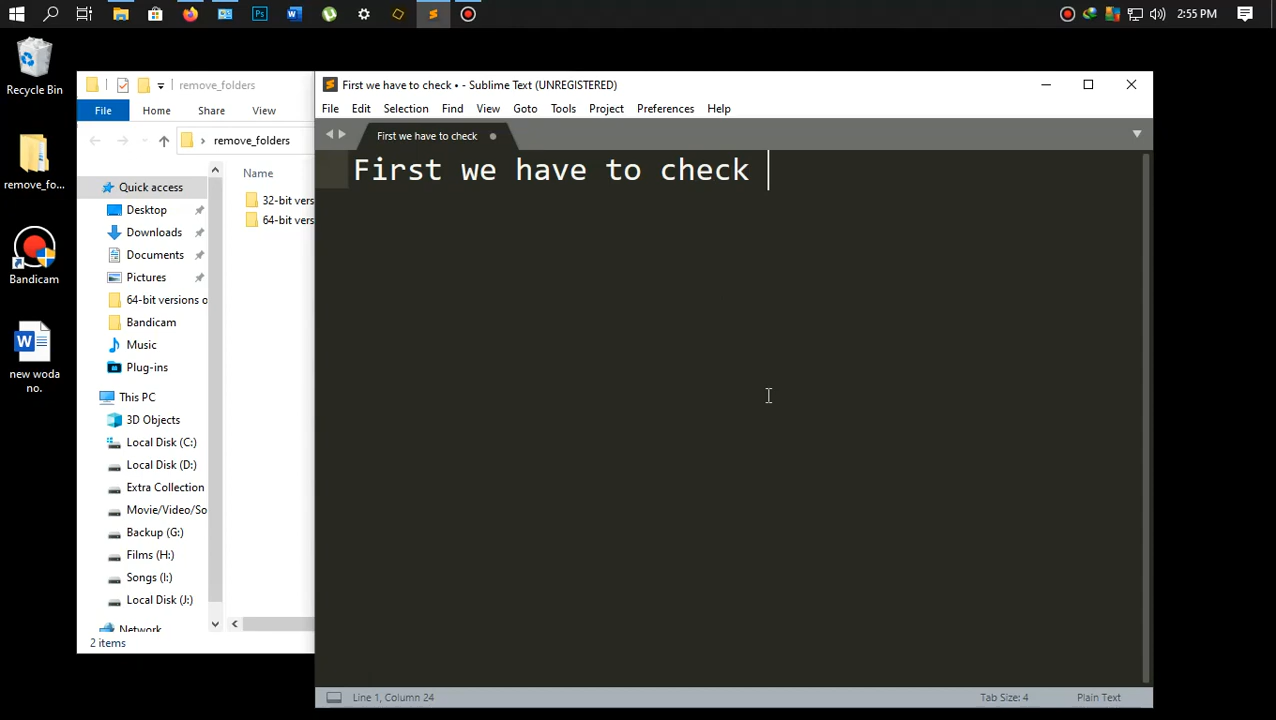 2:55 PM
Recycle Bin
remove_fo...
Bandicam
new woda
no.
remove_folders
File
Home
Share
View
remove_folders
Name
Quick access
Desktop
Downloads
Documents
Pictures
64-bit versions o
Bandicam
Music
Plug-ins
This PC
3D Objects
Local Disk (C:)
Local Disk (D:)
Extra Collection
Movie/Video/So
Backup (G:)
Films (H:)
Songs (I:)
Local Disk (J:)
Network
32-bit vers
64-bit vers
2 items
First we have to check • - Sublime Text (UNREGISTERED)
File Edit Selection Find View Goto Tools Project Preferences Help
First we have to check
First we have to check
Line 1, Column 24
Tab Size: 4
Plain Text